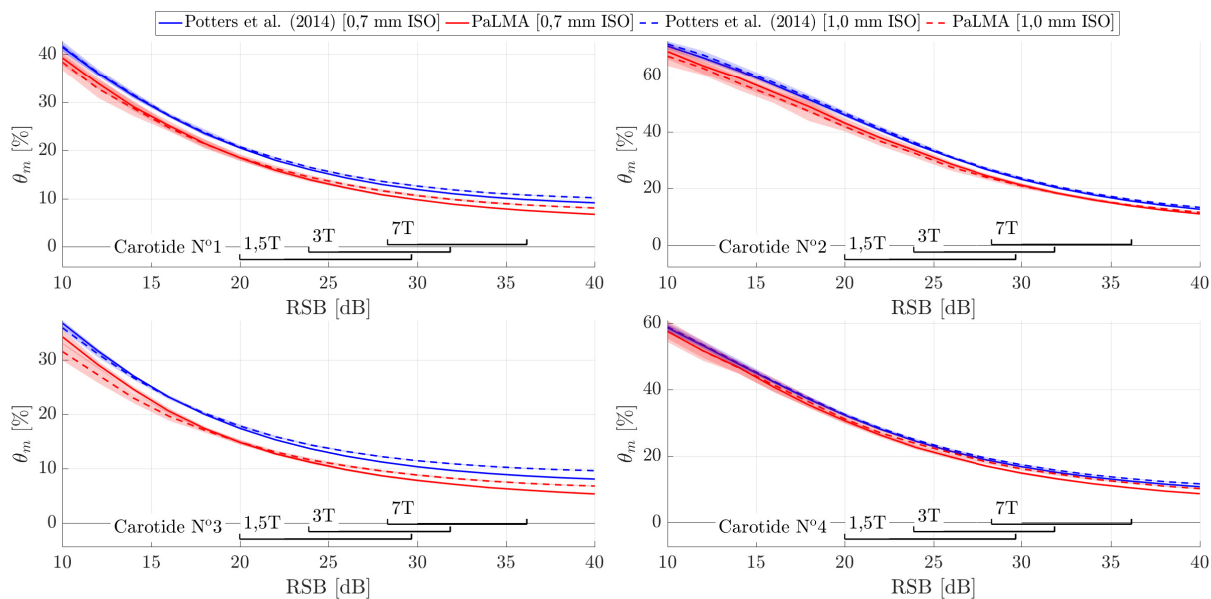 Potters et al. (2014) [0,7 mm ISO] PaLMA [0,7 mm ISO] Potters et al. (2014) [1,0 mm ISO] PaLMA [1,0 mm ISO]
40
30
20
10
0
θm [%]
Carotide Nº1
1,5T
3T
7T
10 15 20 25 30 35 40
RSB [dB]
60
40
20
0
θm [%]
Carotide Nº2
1,5T
3T
7T
10 15 20 25 30 35 40
RSB [dB]
30
20
10
0
θm [%]
Carotide Nº3
1,5T
3T
7T
10 15 20 25 30 35 40
RSB [dB]
60
40
20
0
θm [%]
Carotide Nº4
1,5T
3T
7T
10 15 20 25 30 35 40
RSB [dB]